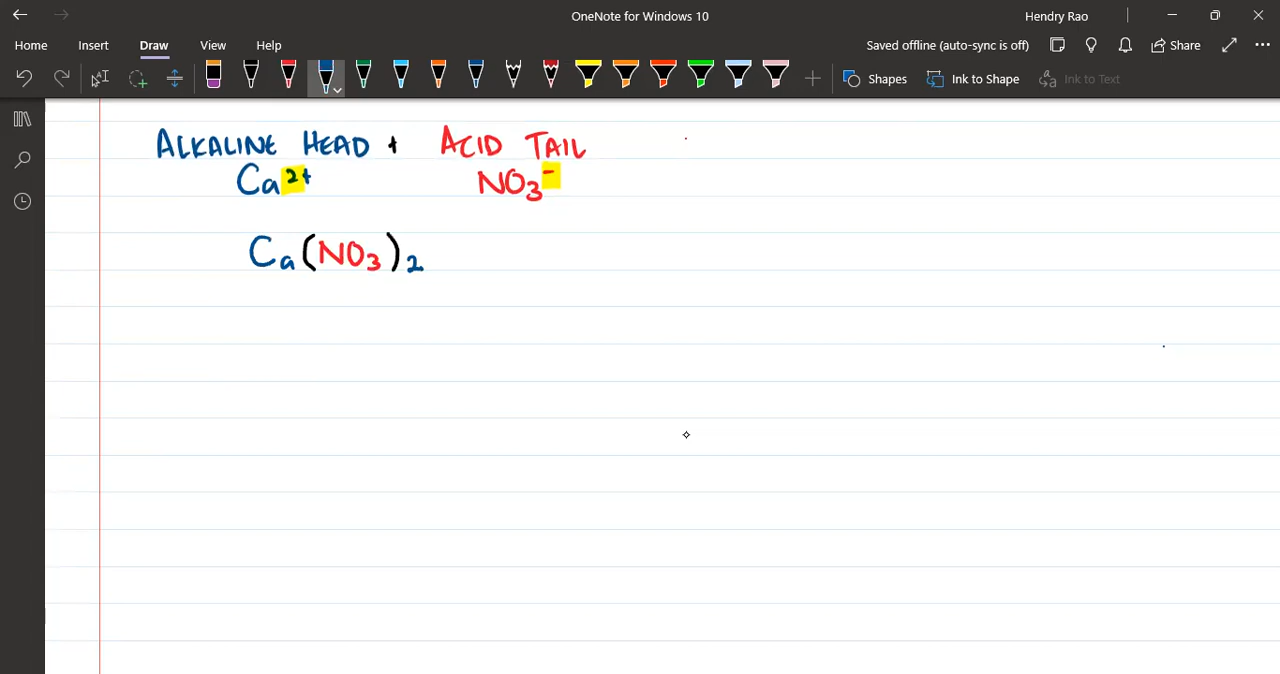 OneNote for Windows 10
Hendry Rao
Home Insert Draw View Help
Saved offline (auto-sync is off)
Share
Shapes
Ink to Shape
Ink to Text
ALKALINE HEAD + ACID TAIL
Ca²⁺ NO₃⁻
Ca(NO₃)₂